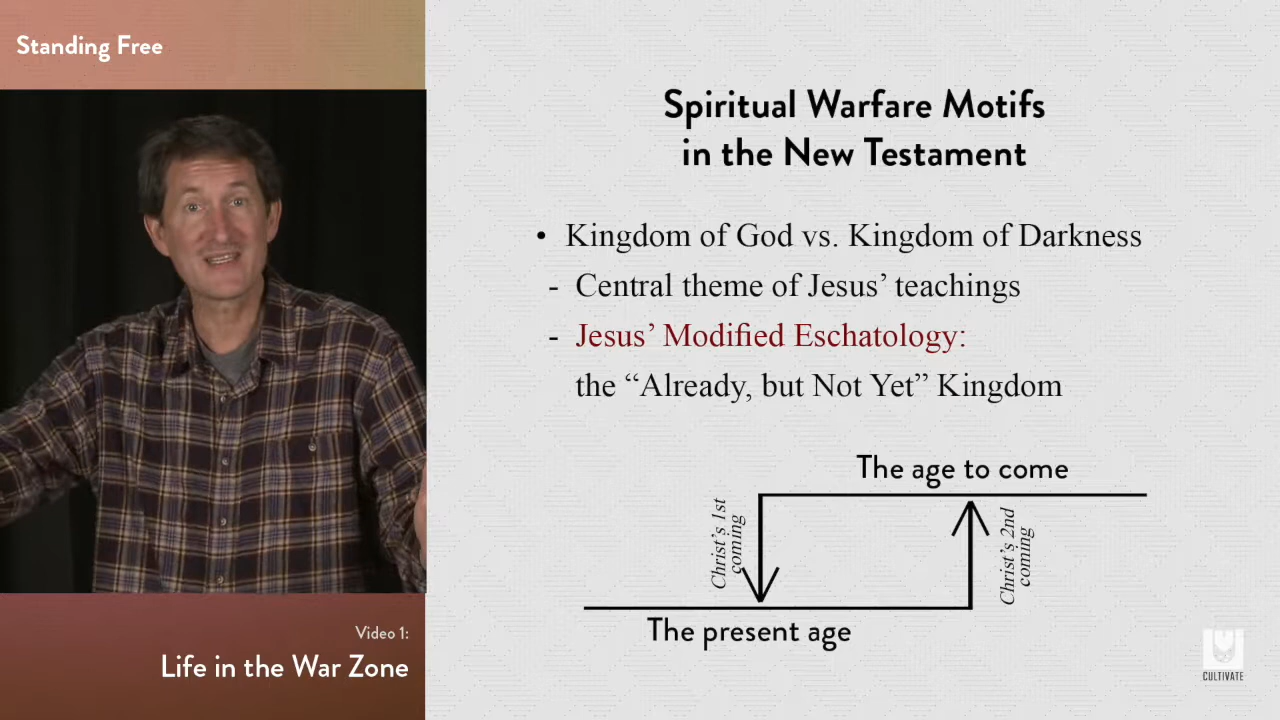 Standing Free
Spiritual Warfare Motifs
in the New Testament
• Kingdom of God vs. Kingdom of Darkness
- Central theme of Jesus’ teachings
- Jesus’ Modified Eschatology:
the “Already, but Not Yet” Kingdom
The age to come
Christ’s 1st
coming
Christ’s 2nd
coming
The present age
Video 1:
Life in the War Zone
CULTIVATE